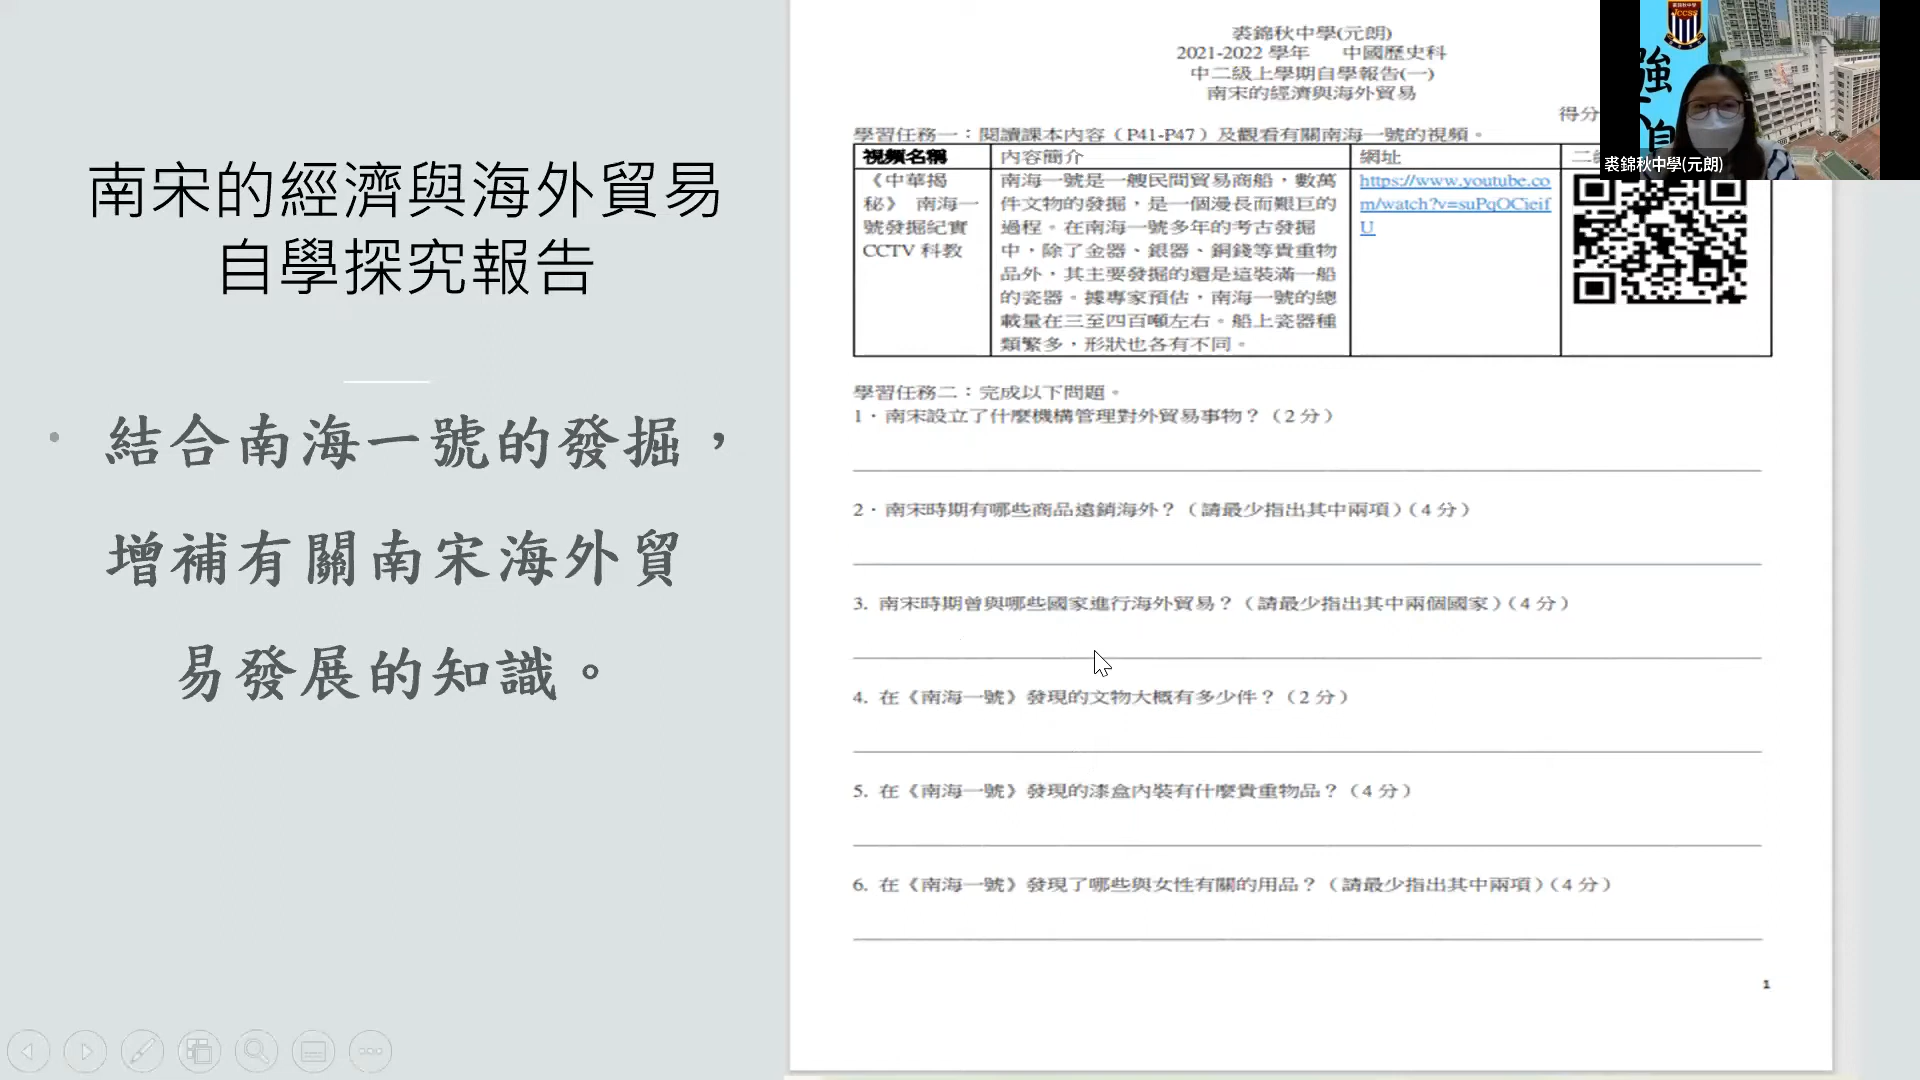 南宋的經濟與海外貿易
自學探究報告
• 結合南海一號的發掘，
增補有關南宋海外貿
易發展的知識。
裘錦秋中學(元朗)
2021-2022 學年 中國歷史科
中二級上學期自學報告(一)
南宋的經濟與海外貿易
得分
學習任務一：閱讀課本內容（P41-P47）及觀看有關南海一號的視頻。
視頻名稱 內容簡介 網址 二
《中華揭
秘》 南海一
號發掘紀實
CCTV 科教
南海一號是一艘民間貿易商船，數萬
件文物的發掘，是一個漫長而艱巨的
過程。在南海一號多年的考古發掘
中，除了金器、銀器、銅錢等貴重物
品外，其主要發掘的還是這裝滿一船
的瓷器。據專家預估，南海一號的總
載量在三至四百噸左右。船上瓷器種
類繁多，形狀也各有不同。
https://www.youtube.co
m/watch?v=suPqOCieif
U
學習任務二：完成以下問題。
1．南宋設立了什麼機構管理對外貿易事物？（2 分）
2．南宋時期有哪些商品遠銷海外？（請最少指出其中兩項）（4 分）
3. 南宋時期曾與哪些國家進行海外貿易？（請最少指出其中兩個國家）（4 分）
4. 在《南海一號》發現的文物大概有多少件？（2 分）
5. 在《南海一號》發現的漆盒內裝有什麼貴重物品？（4 分）
6. 在《南海一號》發現了哪些與女性有關的用品？（請最少指出其中兩項）（4 分）
1
JCCSYL
強
裘錦秋中學(元朗)